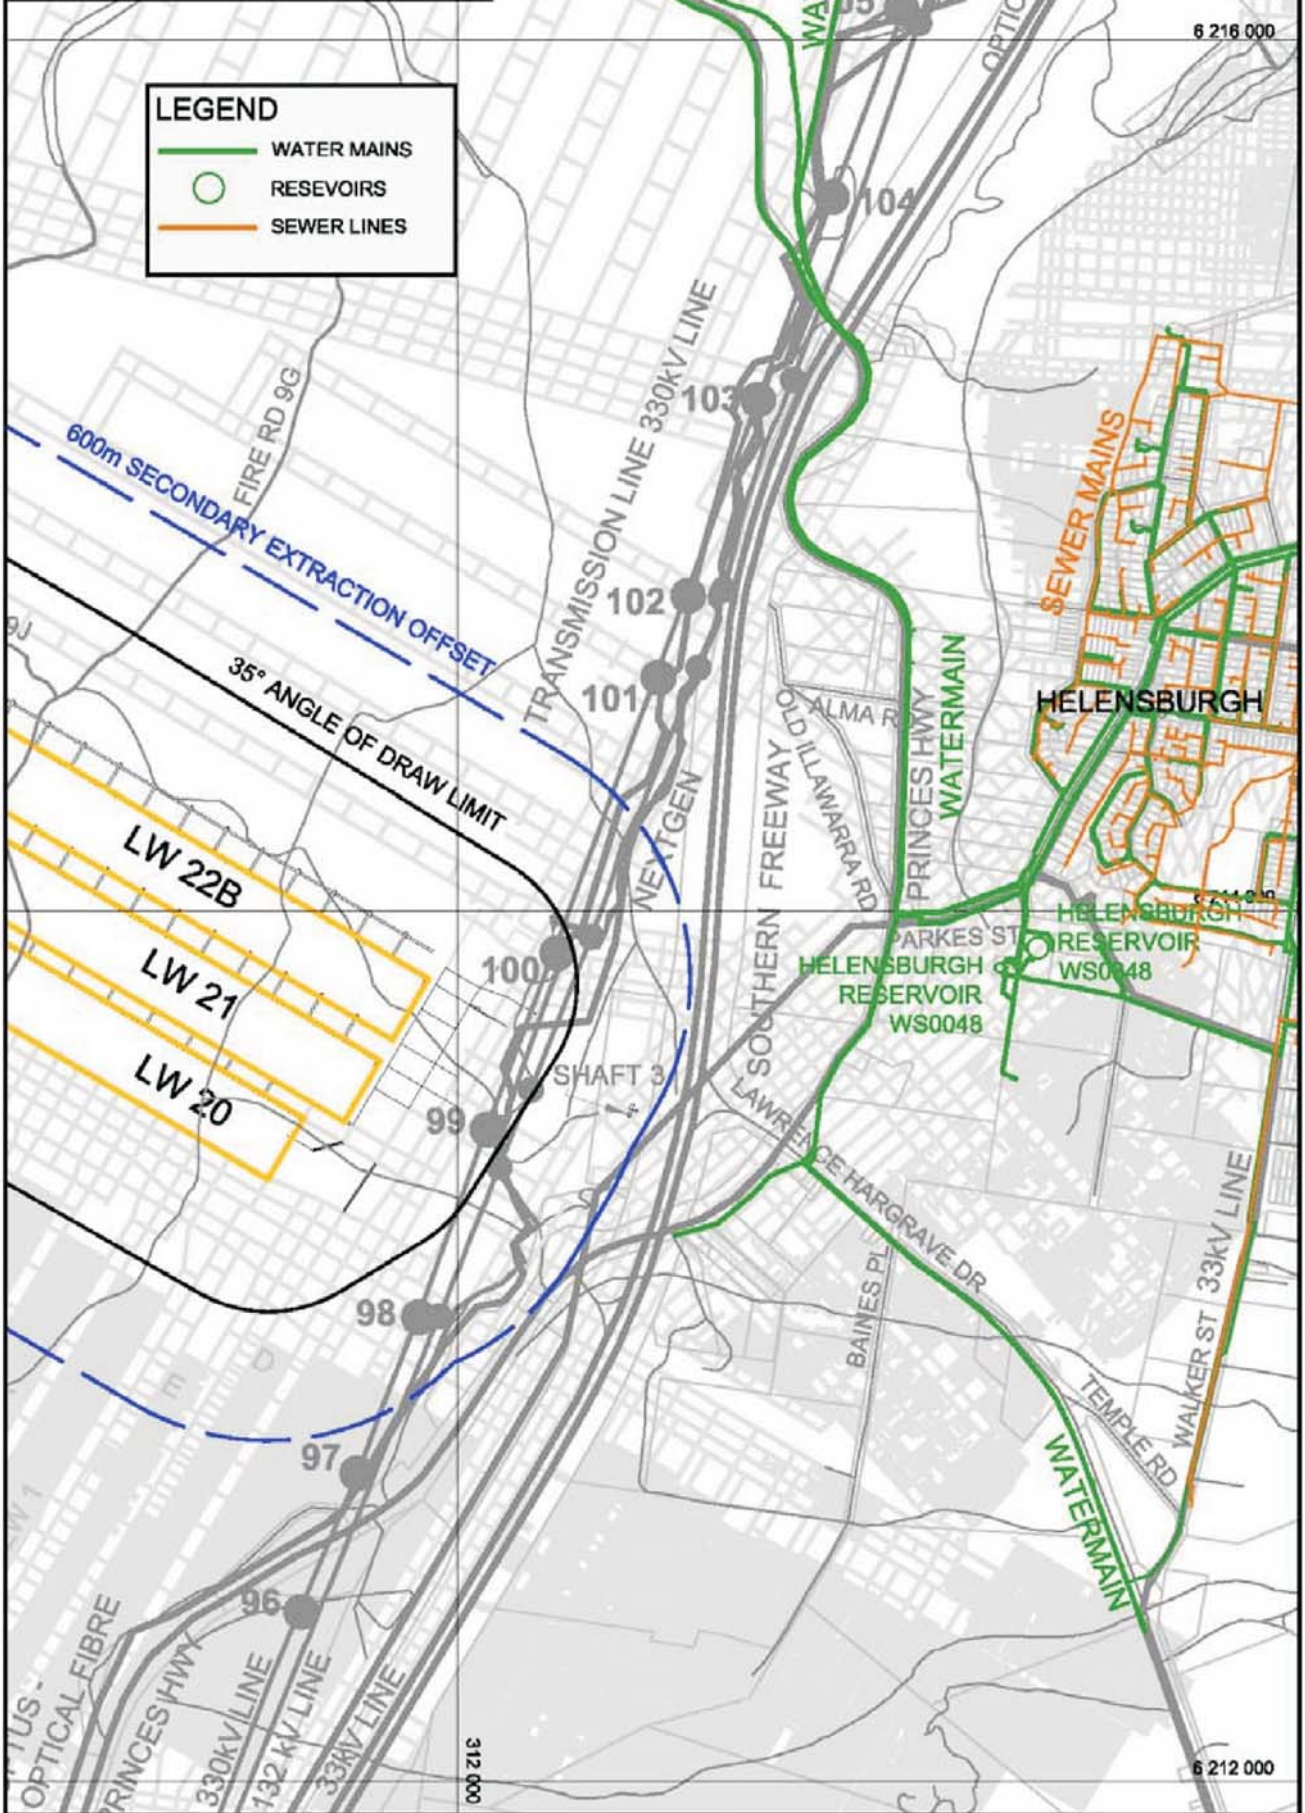 6 216 000
LEGEND
WATER MAINS
RESEVOIRS
SEWER LINES
104
TRANSMISSION LINE 330kV LINE
103
FIRE RD 9G
600m SECONDARY EXTRACTION OFFSET
SEWER MAINS
102
101
9J
35° ANGLE OF DRAW LIMIT
HELENSBURGH
ALMA RD
OLD ILLAWARRA RD
PRINCES HWY
WATERMAIN
NEXTGEN
SOUTHERN FREEWAY
LW 22B
LW 21
LW 20
PARKES ST
HELENSBURGH
RESERVOIR
WS0048
HELENSBURGH
RESERVOIR
WS0348
100
SHAFT 3
99
LAWRENCE HARGRAVE DR
98
BAINES PL
WALKER ST 33kV LINE
D
E
TEMPLE RD
WATERMAIN
97
96
OPTICAL FIBRE
PRINCES HWY
330kV LINE
132 kV LINE
33kV LINE
312 000
6 212 000